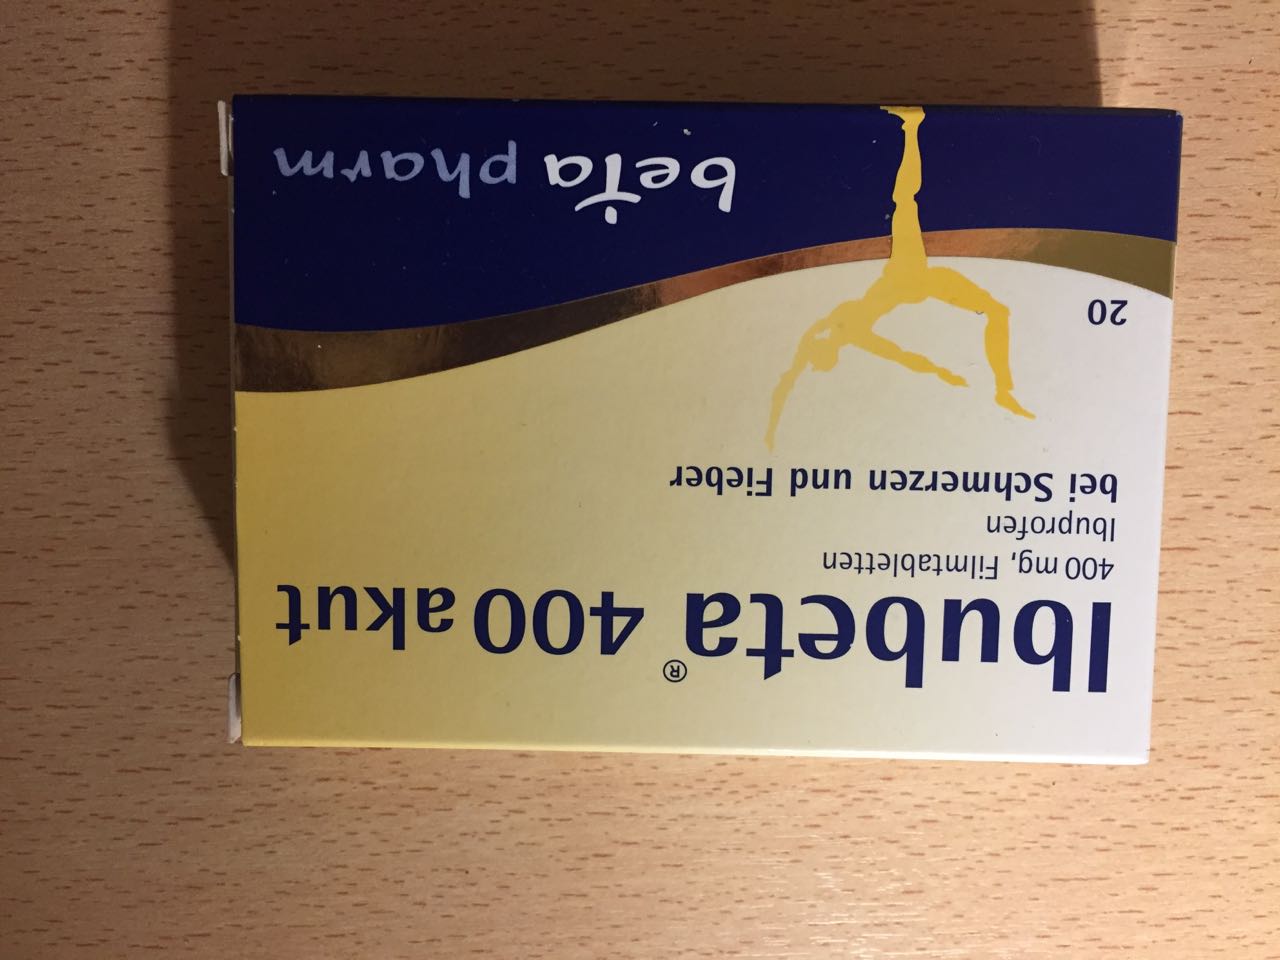 Ibubeta® 400 akut
400 mg, Filmtabletten
Ibuprofen
bei Schmerzen und Fieber
20
beta pharm